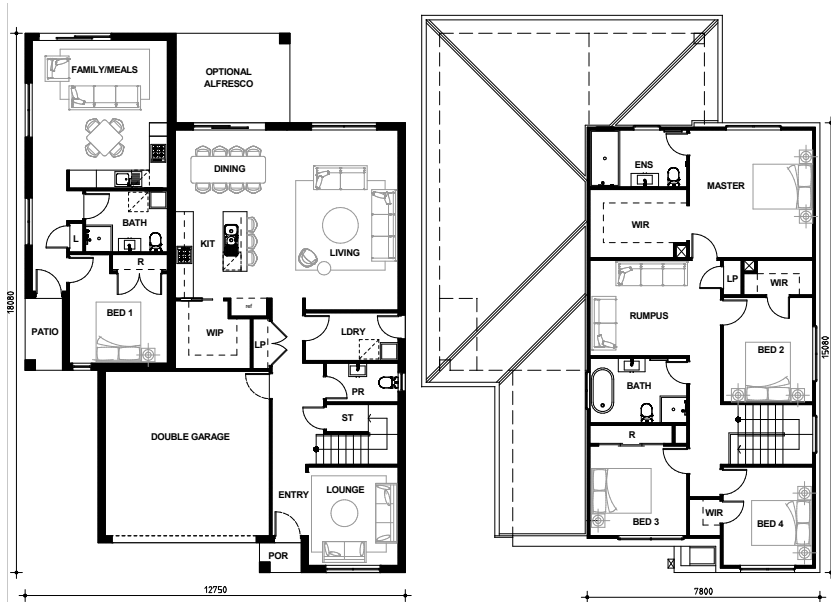 FAMILY/MEALS
OPTIONAL
ALFRESCO
DINING
BATH
L
KIT
LIVING
R
BED 1
ref
PATIO
WIP
LP
LDRY
PR
ST
DOUBLE GARAGE
ENTRY
LOUNGE
POR
18080
12750
ENS
MASTER
WIR
LP
WIR
RUMPUS
BED 2
BATH
R
BED 3
WIR
BED 4
15080
7800